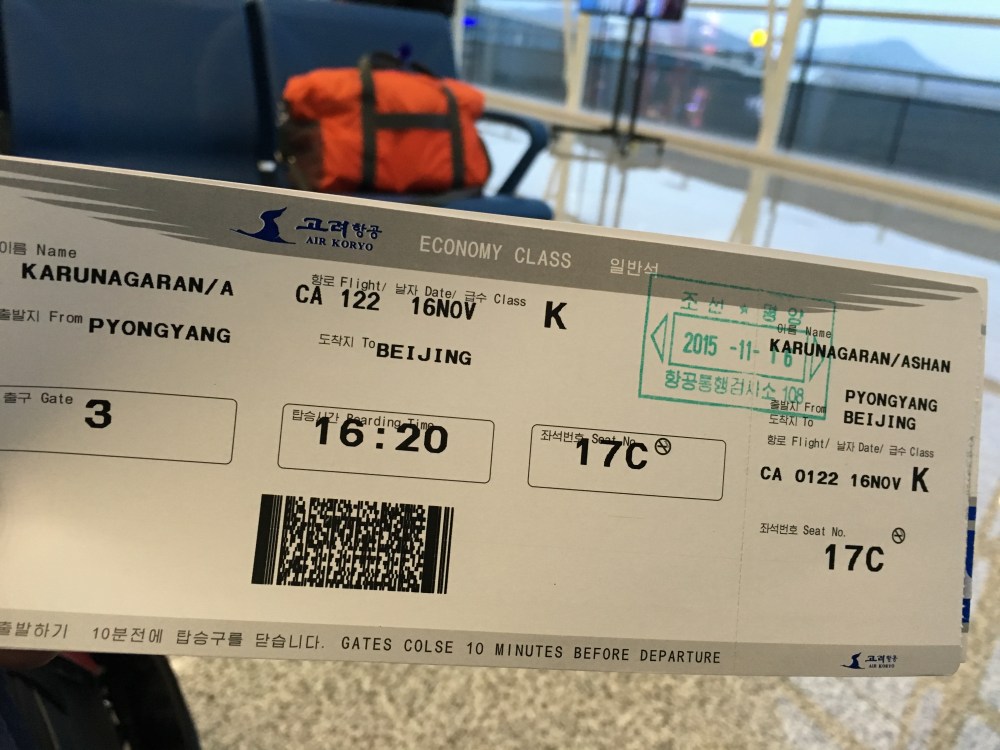 고려항공
AIR KORYO
ECONOMY CLASS 일반석
이름 Name
KARUNAGARAN/A
항로 Flight/ 날자 Date/ 급수 Class
CA 122 16NOV K
출발지 From PYONGYANG
도착지 To BEIJING
출구 Gate 3
탑승시간 Boarding Time
16:20
좌석번호 Seat No.
17C
조선 평양
2015 -11- 16
항공통행검사소 108
이름 Name
KARUNAGARAN/ASHAN
출발지 From PYONGYANG
도착지 To BEIJING
항로 Flight/ 날자 Date/ 급수 Class
CA 0122 16NOV K
좌석번호 Seat No.
17C
출발하기 10분전에 탑승구를 닫습니다. GATES COLSE 10 MINUTES BEFORE DEPARTURE
고려항공
AIR KORYO